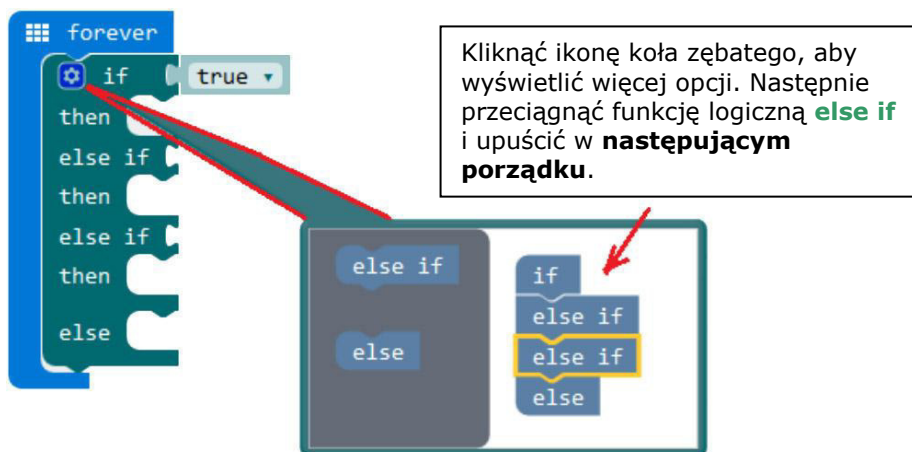 forever
if true
then
else if
then
else if
then
else
Kliknąć ikonę koła zębatego, aby
wyświetlić więcej opcji. Następnie
przeciągnąć funkcję logiczną else if
i upuścić w następującym
porządku.
else if
else
if
else if
else if
else